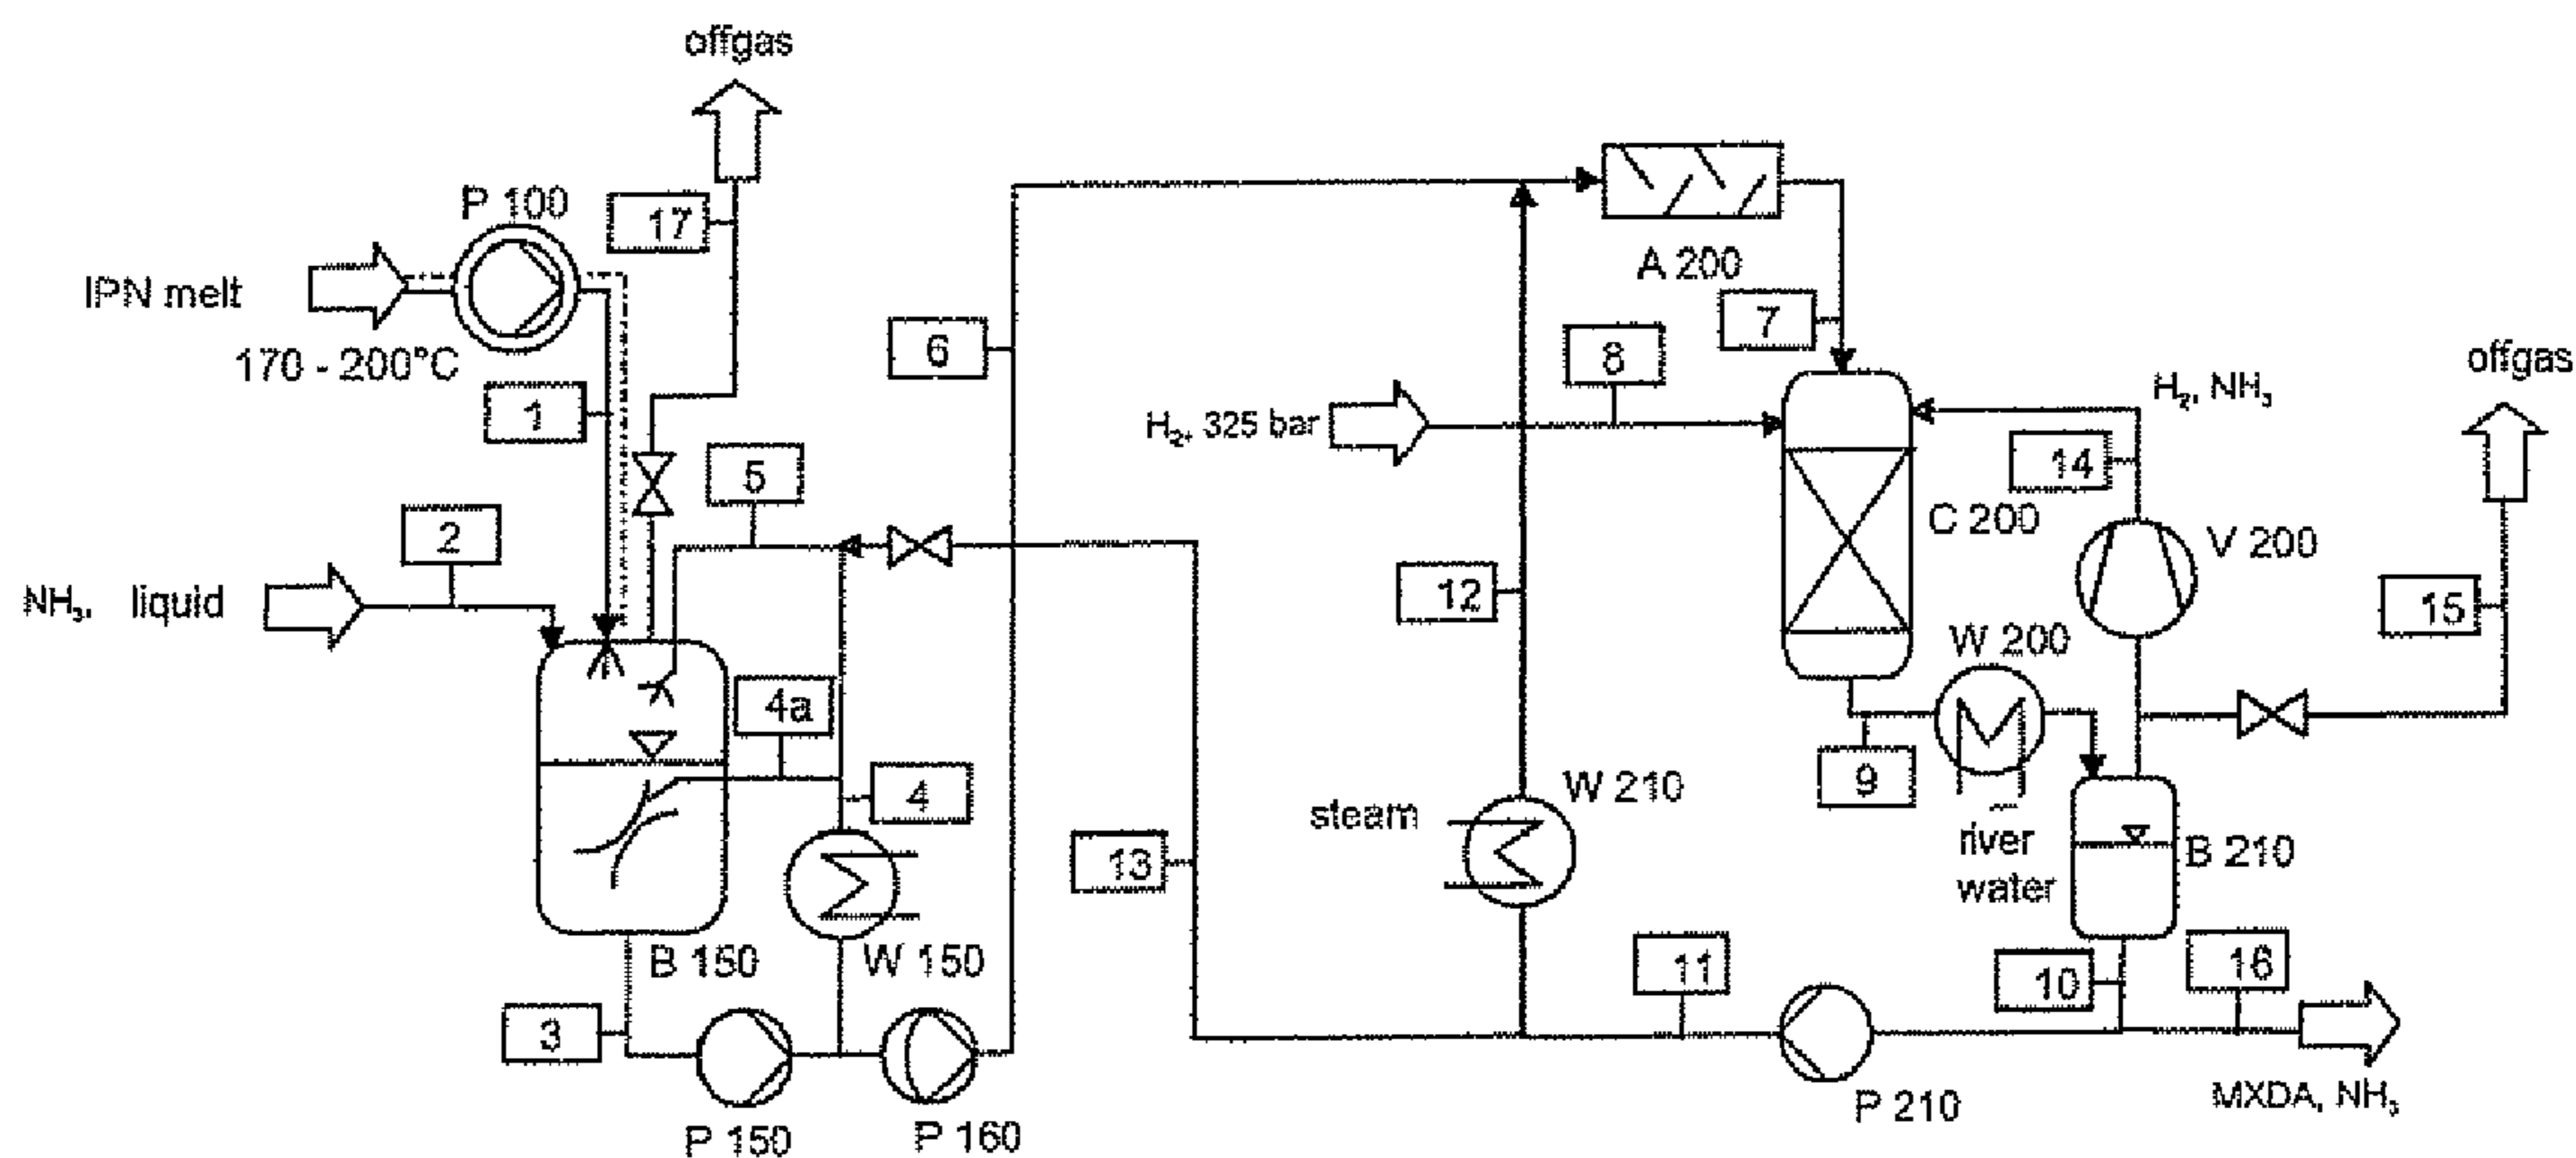 offgas
P 100
17
IPN melt
170 - 200°C
A 200
6
7
8
offgas
1
H₂, 325 bar
H₂, NH₃
5
14
2
C 200
V 200
NH₃, liquid
12
15
W 200
4a
4
9
steam
W 210
13
river
water
B 210
B 150
W 150
11
10
16
3
MXDA, NH₃
P 150
P 160
P 210